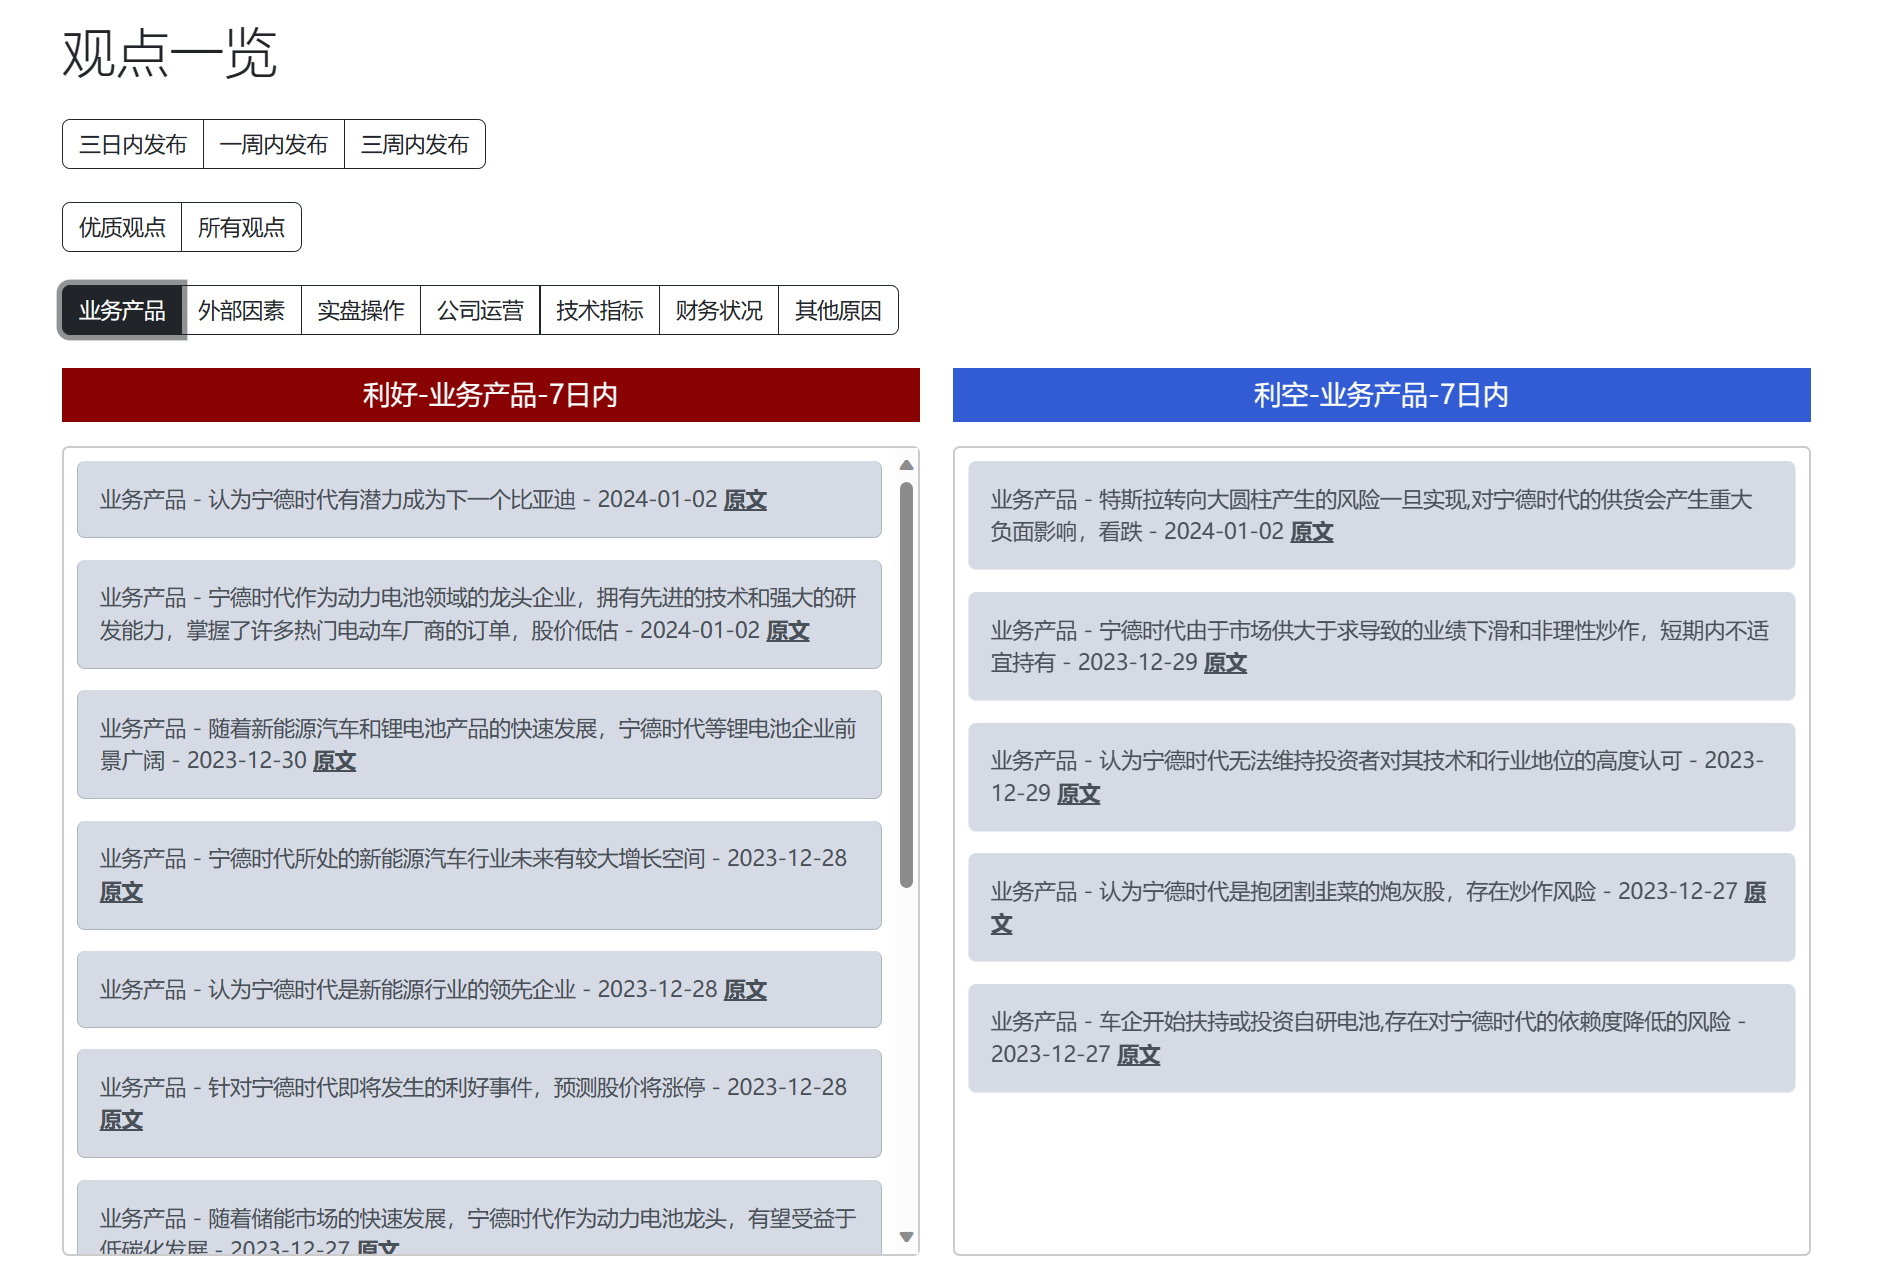 观点一览
三日内发布 一周内发布 三周内发布
优质观点 所有观点
业务产品 外部因素 实盘操作 公司运营 技术指标 财务状况 其他原因
利好-业务产品-7日内
业务产品 - 认为宁德时代有潜力成为下一个比亚迪 - 2024-01-02 原文
业务产品 - 宁德时代作为动力电池领域的龙头企业，拥有先进的技术和强大的研
发能力，掌握了许多热门电动车厂商的订单，股价低估 - 2024-01-02 原文
业务产品 - 随着新能源汽车和锂电池产品的快速发展，宁德时代等锂电池企业前
景广阔 - 2023-12-30 原文
业务产品 - 宁德时代所处的新能源汽车行业未来有较大增长空间 - 2023-12-28
原文
业务产品 - 认为宁德时代是新能源行业的领先企业 - 2023-12-28 原文
业务产品 - 针对宁德时代即将发生的利好事件，预测股价将涨停 - 2023-12-28
原文
业务产品 - 随着储能市场的快速发展，宁德时代作为动力电池龙头，有望受益于
低碳化发展 - 2023-12-27 原文
利空-业务产品-7日内
业务产品 - 特斯拉转向大圆柱产生的风险一旦实现,对宁德时代的供货会产生重大
负面影响，看跌 - 2024-01-02 原文
业务产品 - 宁德时代由于市场供大于求导致的业绩下滑和非理性炒作，短期内不适
宜持有 - 2023-12-29 原文
业务产品 - 认为宁德时代无法维持投资者对其技术和行业地位的高度认可 - 2023-
12-29 原文
业务产品 - 认为宁德时代是抱团割韭菜的炮灰股，存在炒作风险 - 2023-12-27 原
文
业务产品 - 车企开始扶持或投资自研电池,存在对宁德时代的依赖度降低的风险 -
2023-12-27 原文